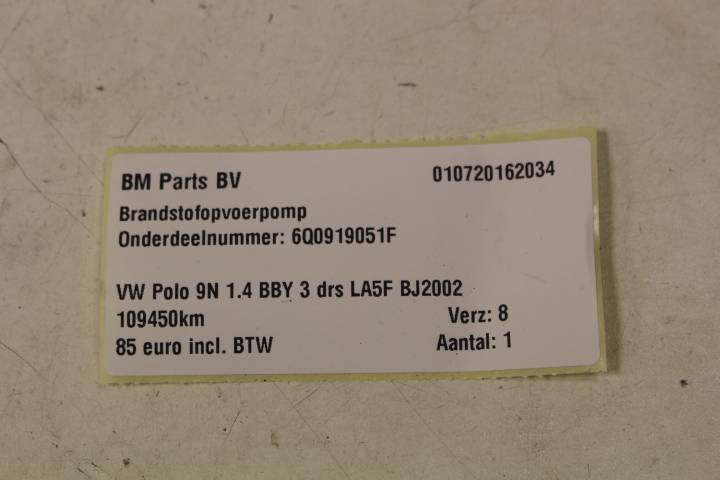 BM Parts BV 010720162034
Brandstofopvoerpomp
Onderdeelnummer: 6Q0919051F
VW Polo 9N 1.4 BBY 3 drs LA5F BJ2002
109450km Verz: 8
85 euro incl. BTW Aantal: 1